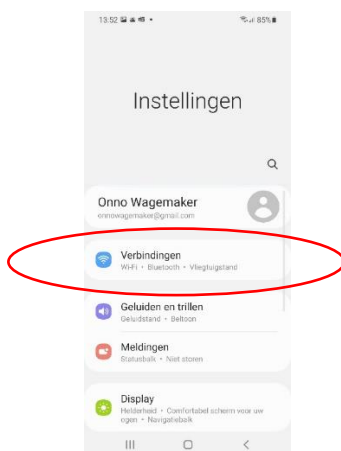 13:52 85%
Instellingen
Onno Wagemaker
onnowagemaker@gmail.com
Verbindingen
Wi-Fi • Bluetooth • Vliegtuigstand
Geluiden en trillen
Geluidstand • Beltoon
Meldingen
Statusbalk • Niet storen
Display
Helderheid • Comfortabel scherm voor uw
ogen • Navigatiebalk